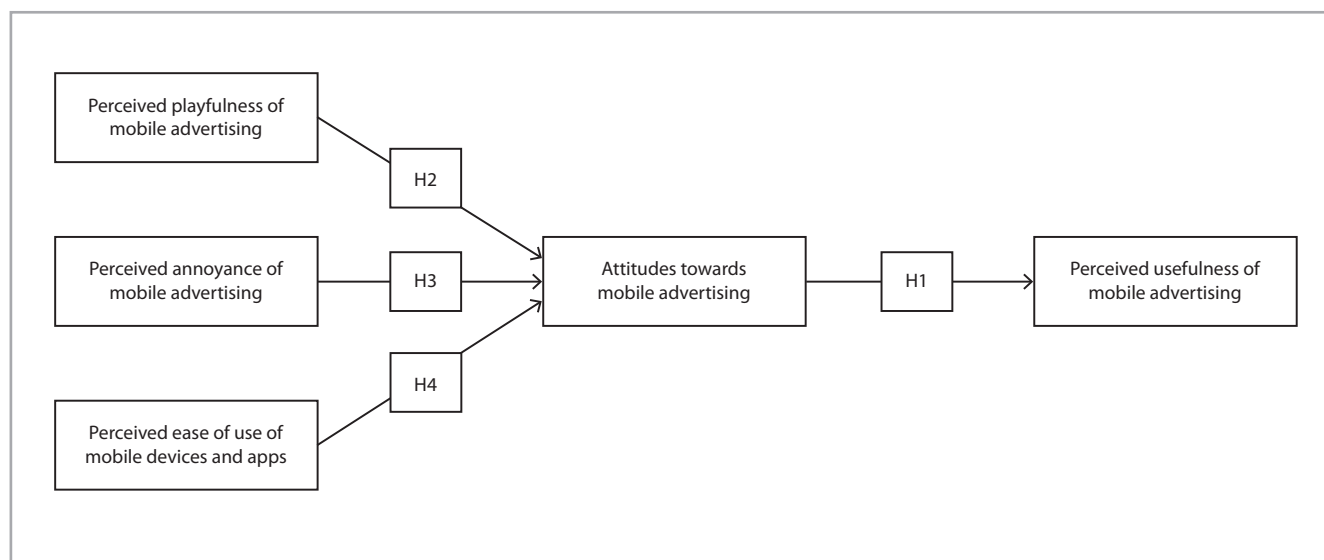 Perceived playfulness of
mobile advertising
H2
Perceived annoyance of
mobile advertising
H3
Attitudes towards
mobile advertising
H1
Perceived usefulness of
mobile advertising
H4
Perceived ease of use of
mobile devices and apps